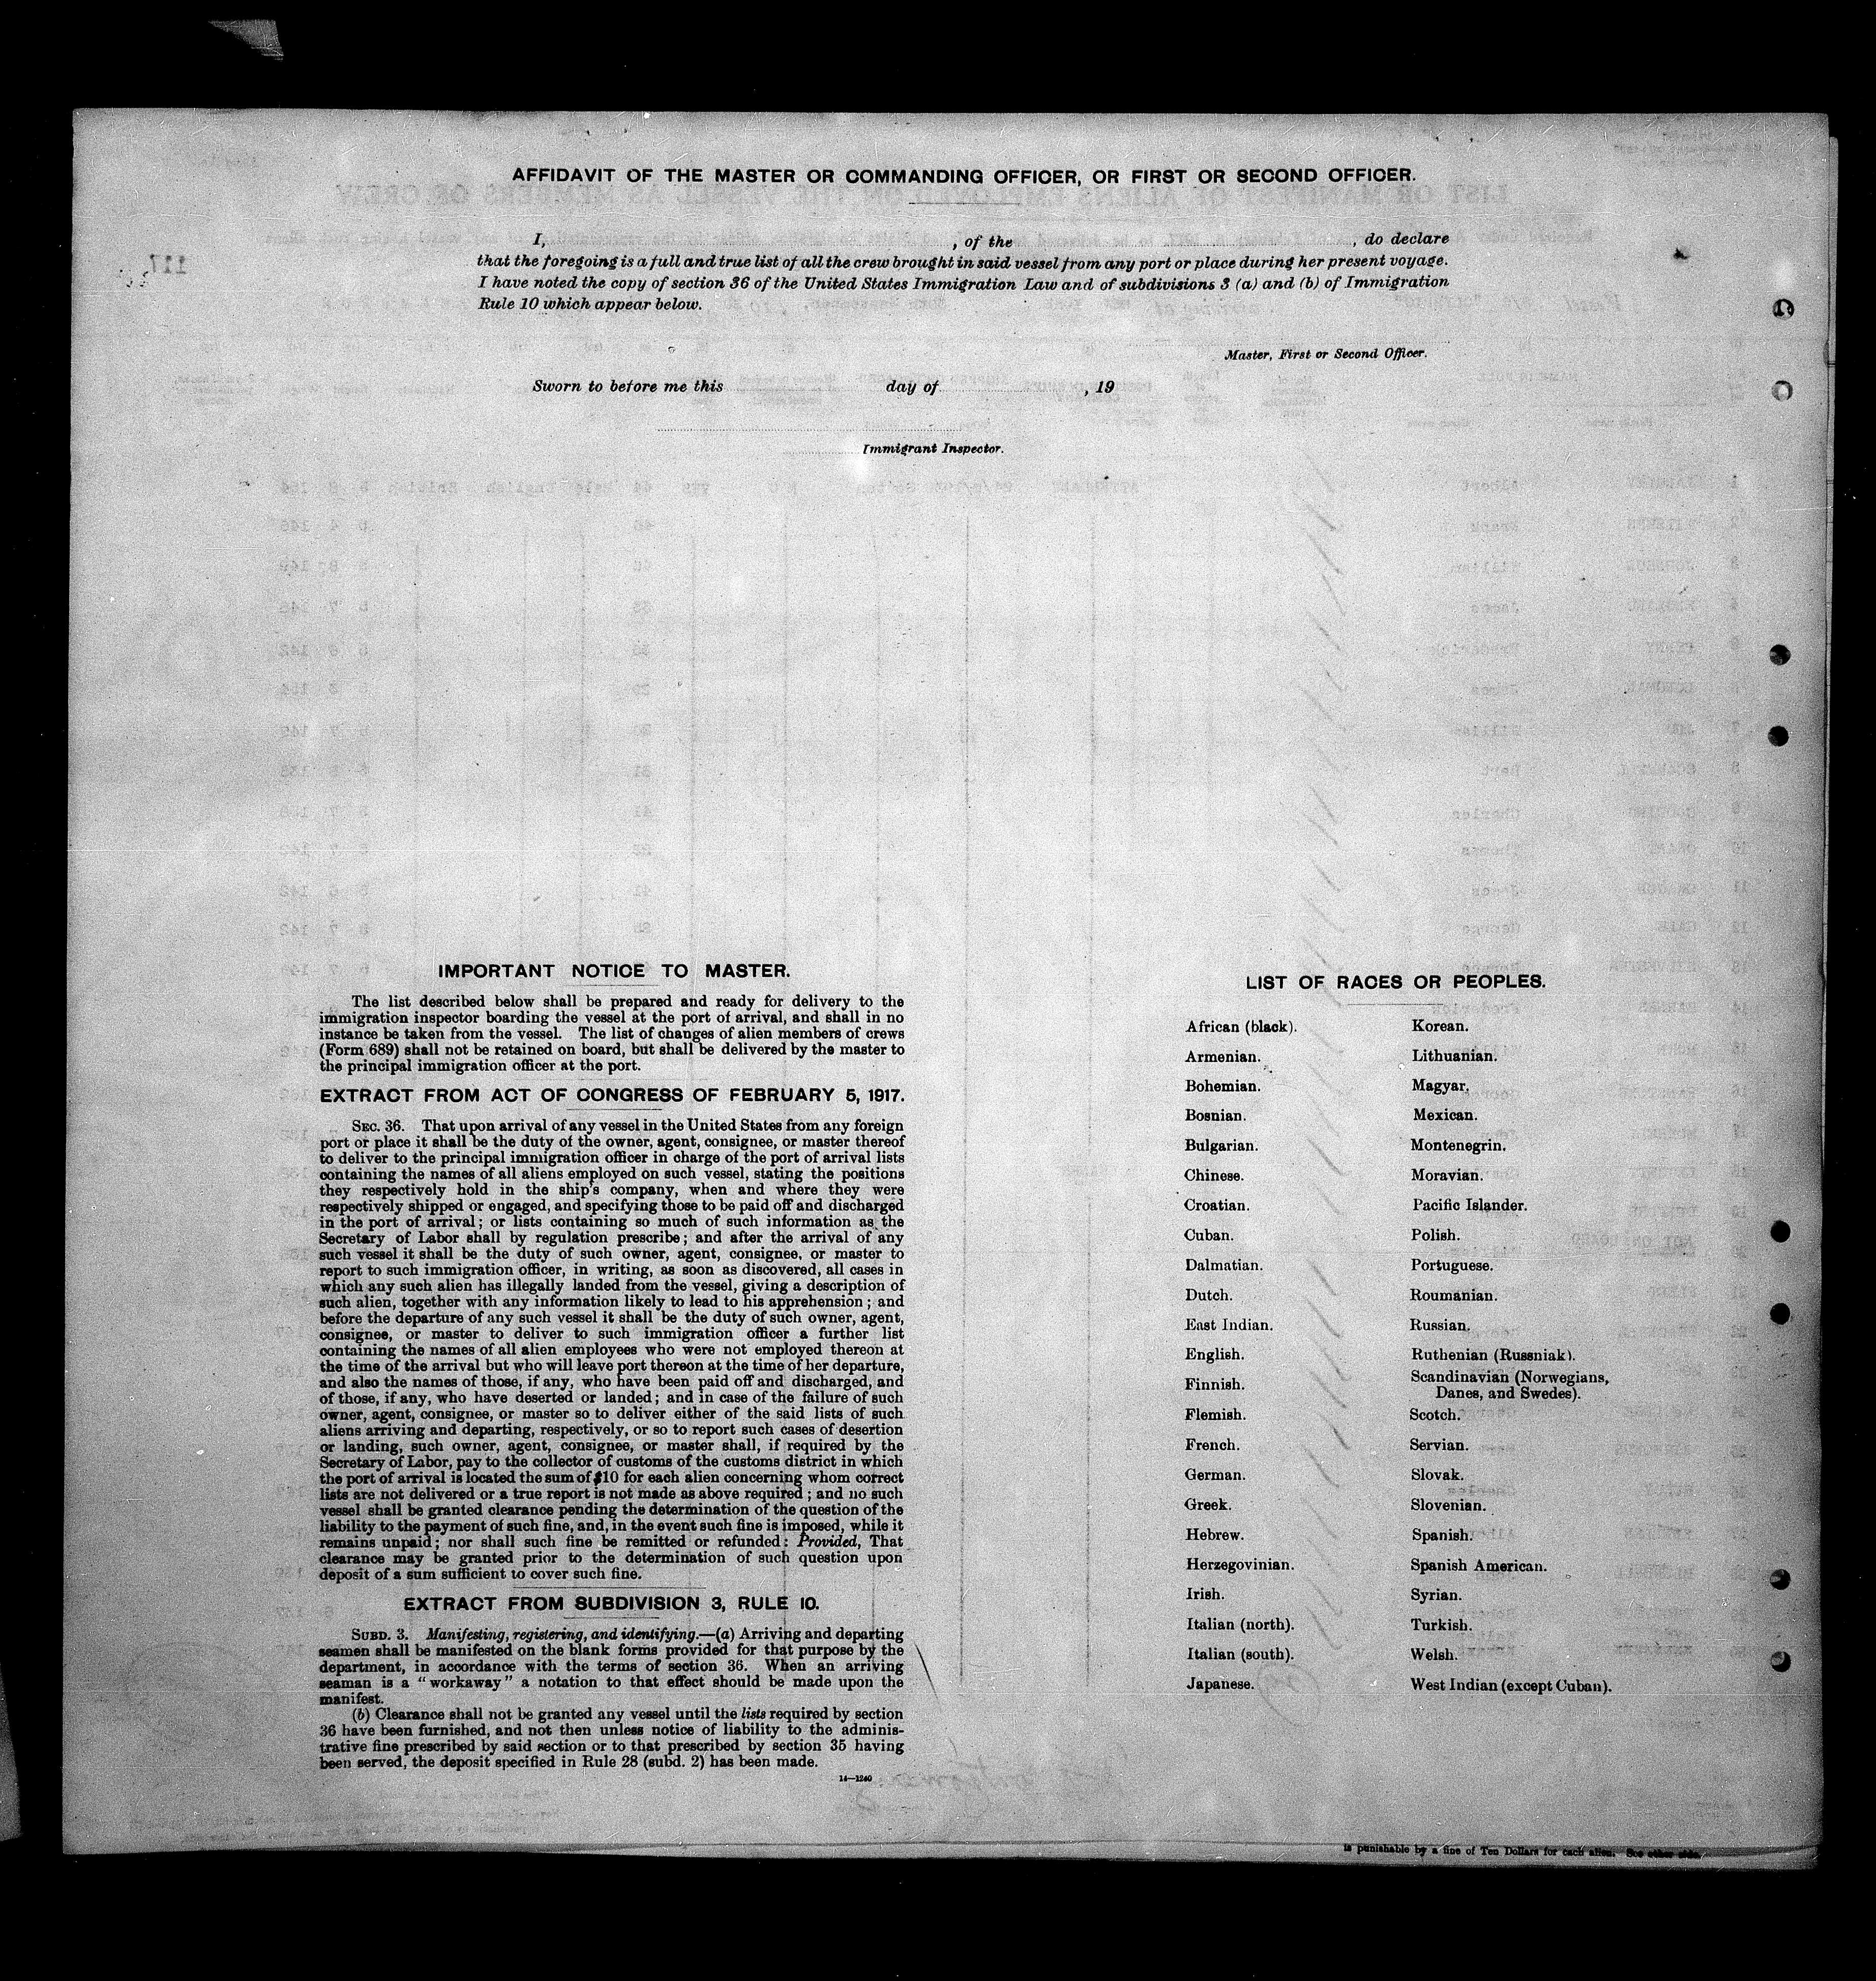 AFFIDAVIT OF THE MASTER OR COMMANDING OFFICER, OR FIRST OR SECOND OFFICER.
I, , of the , do declare
that the foregoing is a full and true list of all the crew brought in said vessel from any port or place during her present voyage.
I have noted the copy of section 36 of the United States Immigration Law and of subdivisions 3 (a) and (b) of Immigration
Rule 10 which appear below.
Master, First or Second Officer.
Sworn to before me this day of , 19
Immigrant Inspector.
IMPORTANT NOTICE TO MASTER.
The list described below shall be prepared and ready for delivery to the
immigration inspector boarding the vessel at the port of arrival, and shall in no
instance be taken from the vessel. The list of changes of alien members of crews
(Form 689) shall not be retained on board, but shall be delivered by the master to
the principal immigration officer at the port.
EXTRACT FROM ACT OF CONGRESS OF FEBRUARY 5, 1917.
SEC. 36. That upon arrival of any vessel in the United States from any foreign
port or place it shall be the duty of the owner, agent, consignee, or master thereof
to deliver to the principal immigration officer in charge of the port of arrival lists
containing the names of all aliens employed on such vessel, stating the positions
they respectively hold in the ship's company, when and where they were
respectively shipped or engaged, and specifying those to be paid off and discharged
in the port of arrival; or lists containing so much of such information as the
Secretary of Labor shall by regulation prescribe; and after the arrival of any
such vessel it shall be the duty of such owner, agent, consignee, or master to
report to such immigration officer, in writing, as soon as discovered, all cases in
which any such alien has illegally landed from the vessel, giving a description of
such alien, together with any information likely to lead to his apprehension; and
before the departure of any such vessel it shall be the duty of such owner, agent,
consignee, or master to deliver to such immigration officer a further list
containing the names of all alien employees who were not employed thereon at
the time of the arrival but who will leave port thereon at the time of her departure,
and also the names of those, if any, who have been paid off and discharged, and
of those, if any, who have deserted or landed; and in case of the failure of such
owner, agent, consignee, or master so to deliver either of the said lists of such
aliens arriving and departing, respectively, or so to report such cases of desertion
or landing, such owner, agent, consignee, or master shall, if required by the
Secretary of Labor, pay to the collector of customs of the customs district in which
the port of arrival is located the sum of $10 for each alien concerning whom correct
lists are not delivered or a true report is not made as above required; and no such
vessel shall be granted clearance pending the determination of the question of the
liability to the payment of such fine, and, in the event such fine is imposed, while it
remains unpaid; nor shall such fine be remitted or refunded: Provided, That
clearance may be granted prior to the determination of such question upon
deposit of a sum sufficient to cover such fine.
EXTRACT FROM SUBDIVISION 3, RULE 10.
SUBD. 3. Manifesting, registering, and identifying.—(a) Arriving and departing
seamen shall be manifested on the blank forms provided for that purpose by the
department, in accordance with the terms of section 36. When an arriving
seaman is a "workaway" a notation to that effect should be made upon the
manifest.
(b) Clearance shall not be granted any vessel until the lists required by section
36 have been furnished, and not then unless notice of liability to the adminis-
trative fine prescribed by said section or to that prescribed by section 35 having
been served, the deposit specified in Rule 28 (subd. 2) has been made.
14—1240
LIST OF RACES OR PEOPLES.
African (black).
Armenian.
Bohemian.
Bosnian.
Bulgarian.
Chinese.
Croatian.
Cuban.
Dalmatian.
Dutch.
East Indian.
English.
Finnish.
Flemish.
French.
German.
Greek.
Hebrew.
Herzegovinian.
Irish.
Italian (north).
Italian (south).
Japanese.
Korean.
Lithuanian.
Magyar.
Mexican.
Montenegrin.
Moravian.
Pacific Islander.
Polish.
Portuguese.
Roumanian.
Russian.
Ruthenian (Russniak).
Scandinavian (Norwegians,
Danes, and Swedes).
Scotch.
Servian.
Slovak.
Slovenian.
Spanish.
Spanish American.
Syrian.
Turkish.
Welsh.
West Indian (except Cuban).
is punishable by a fine of Ten Dollars for each alien. See other side.